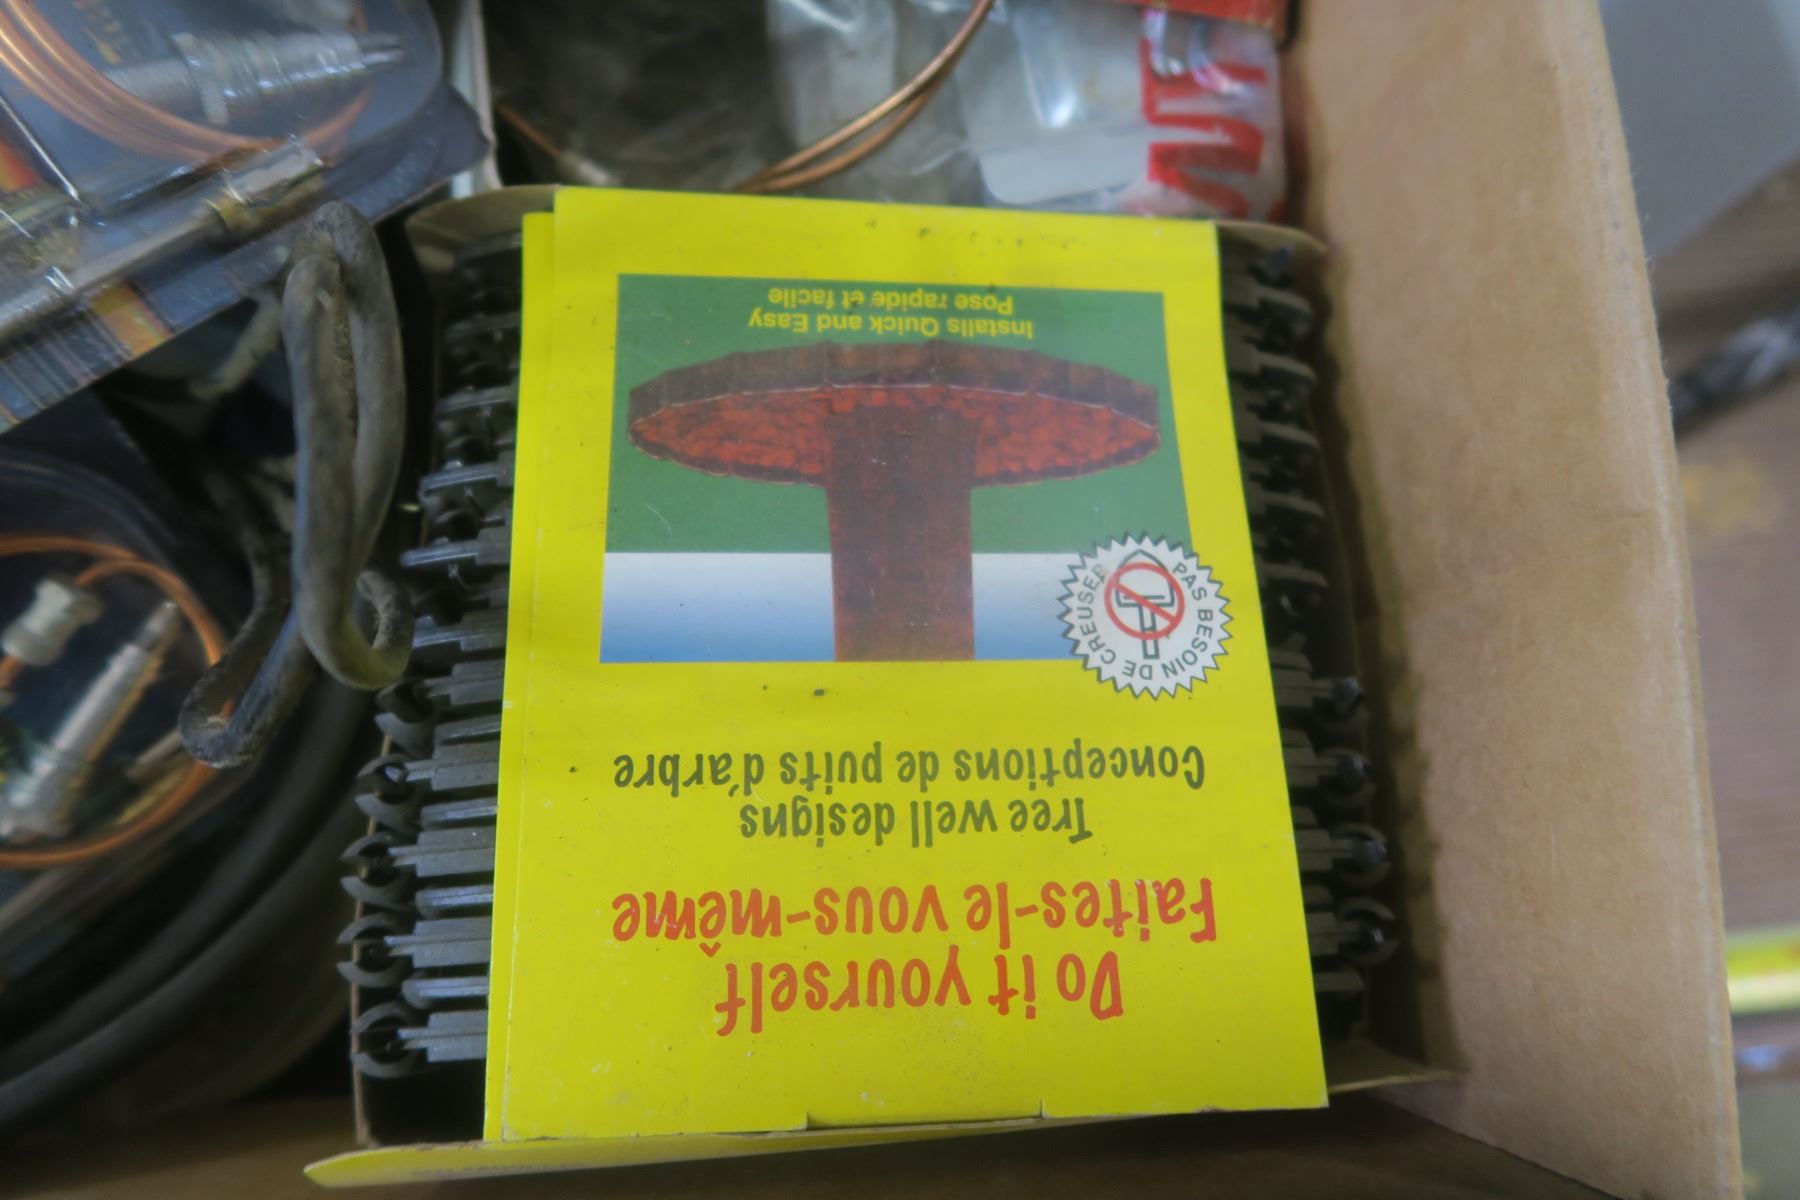 Do it yourself
Faites-le vous-même
Tree well designs
Conceptions de puits d'arbre
PAS BESOIN DE CREUSER
Installs Quick and Easy
Pose rapide et facile